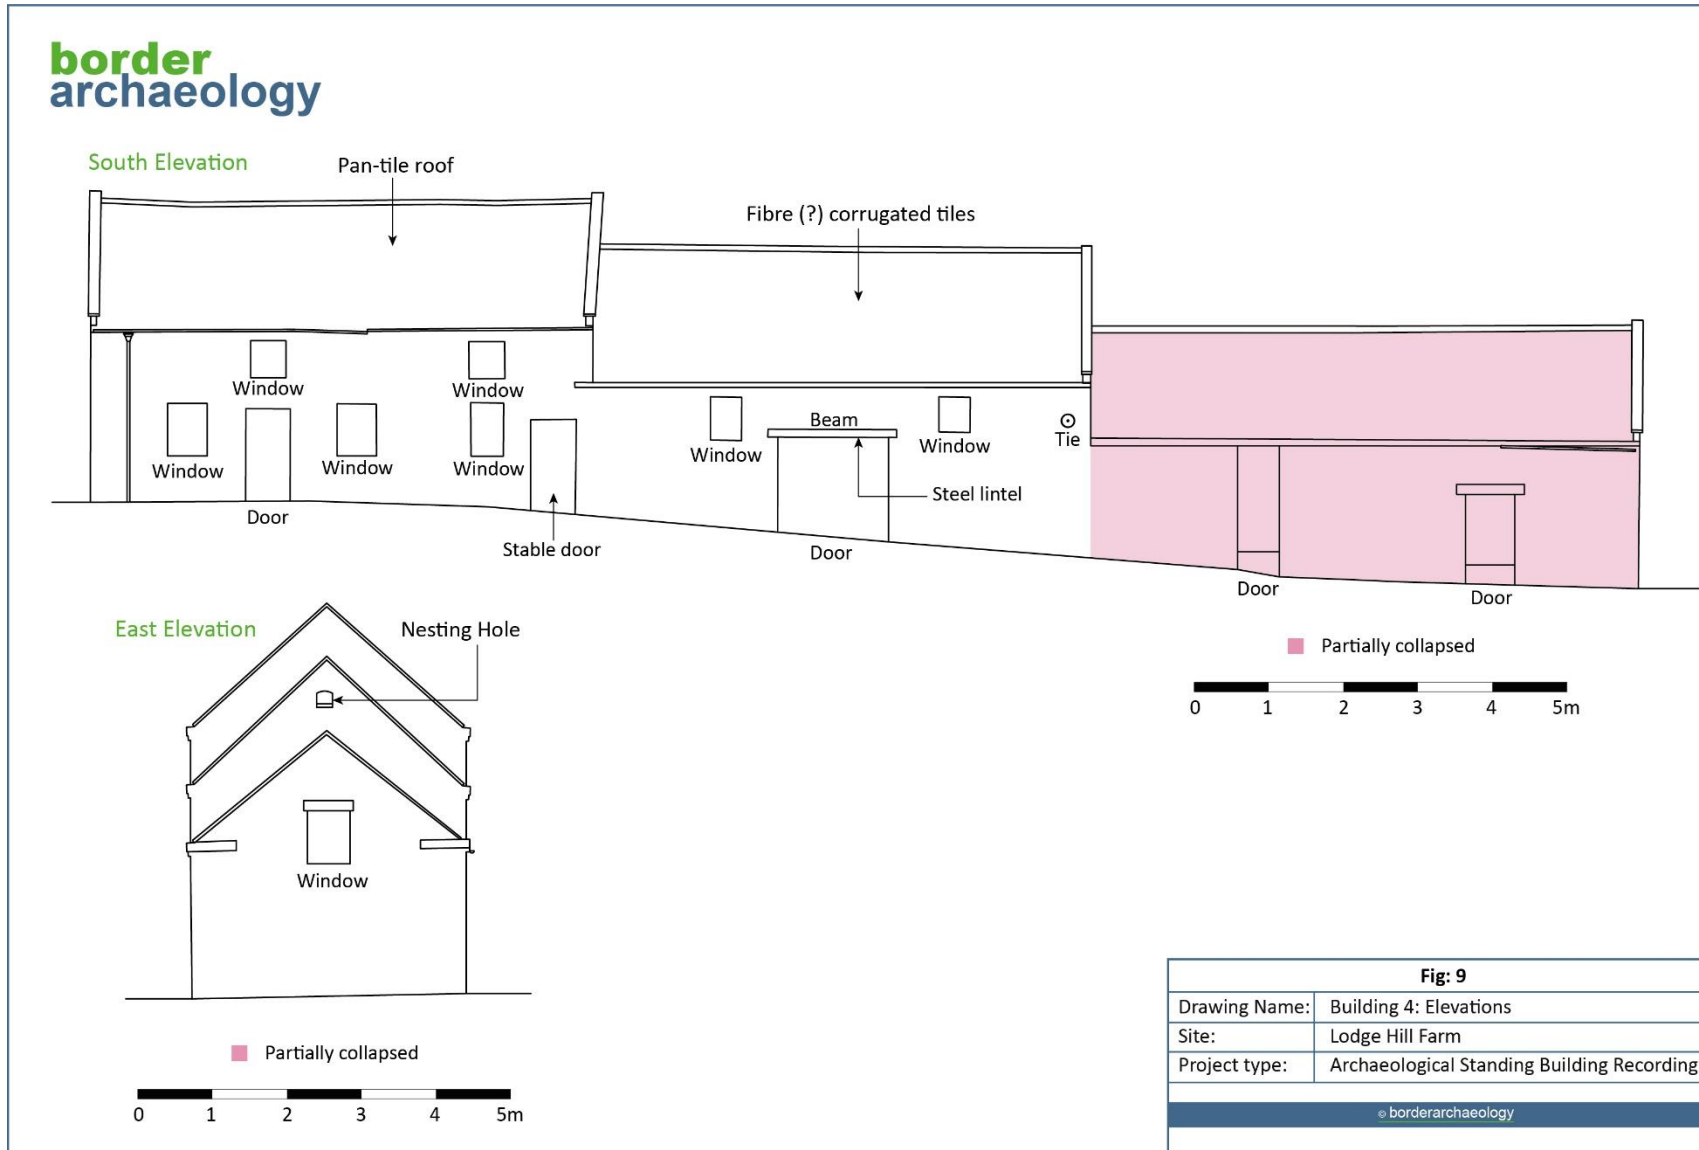 border
archaeology
South Elevation
Pan-tile roof
Fibre (?) corrugated tiles
Window
Window
Window
Window
Window
Door
Stable door
Window
Beam
Window
Tie
Steel lintel
Door
Door
Door
Partially collapsed
0 1 2 3 4 5m
East Elevation
Nesting Hole
Window
Partially collapsed
0 1 2 3 4 5m
Fig: 9
Drawing Name: Building 4: Elevations
Site: Lodge Hill Farm
Project type: Archaeological Standing Building Recording
© borderarchaeology